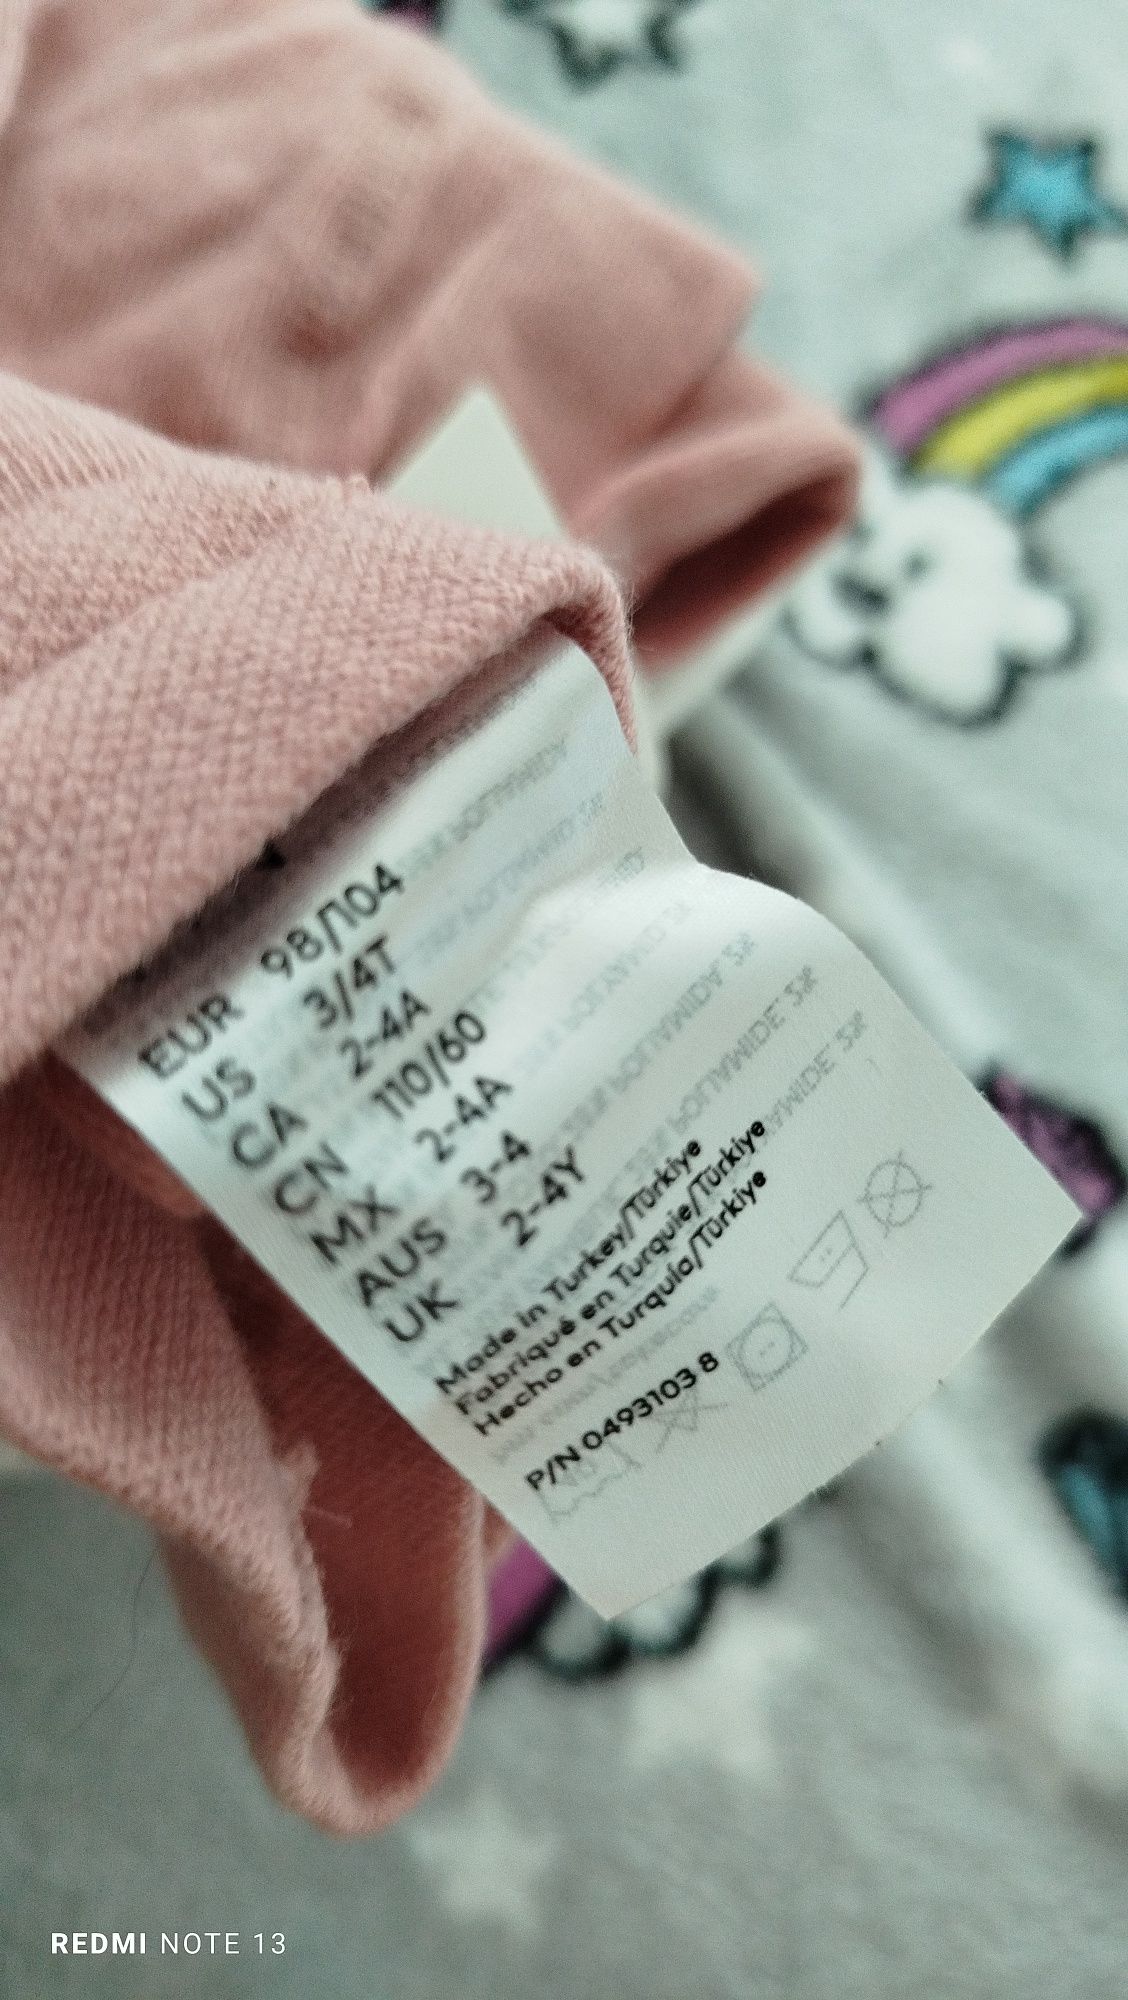 EUR 98/104
US 3/4T
CA 2-4A
CN 110/60
MX 2-4A
AUS 3-4
UK 2-4Y
Made in Turkey/Türkiye
Fabriqué en Turquie/Türkiye
Hecho en Turquía/Türkiye
P/N 0493103 8
REDMI NOTE 13